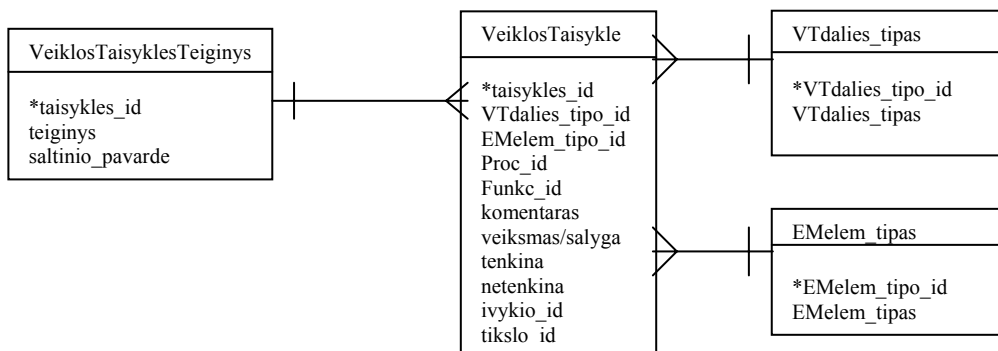 VeiklosTaisyklesTeiginys
*taisykles_id
teiginys
saltinio_pavarde
VeiklosTaisykle
*taisykles_id
VTdalies_tipo_id
EMelem_tipo_id
Proc_id
Funkc_id
komentaras
veiksmas/salyga
tenkina
netenkina
ivykio_id
tikslo_id
VTdalies_tipas
*VTdalies_tipo_id
VTdalies_tipas
EMelem_tipas
*EMelem_tipo_id
EMelem_tipas